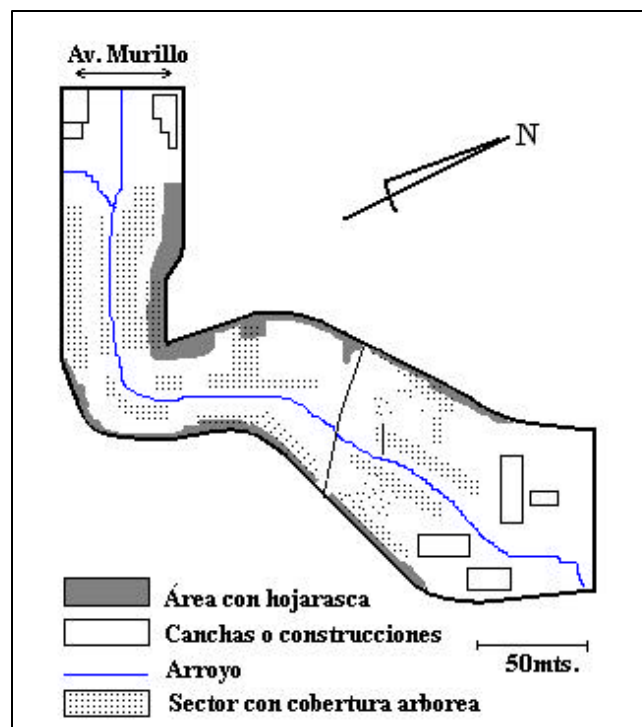 Av. Murillo
N
Área con hojarasca
Canchas o construcciones
Arroyo
50mts.
Sector con cobertura arborea